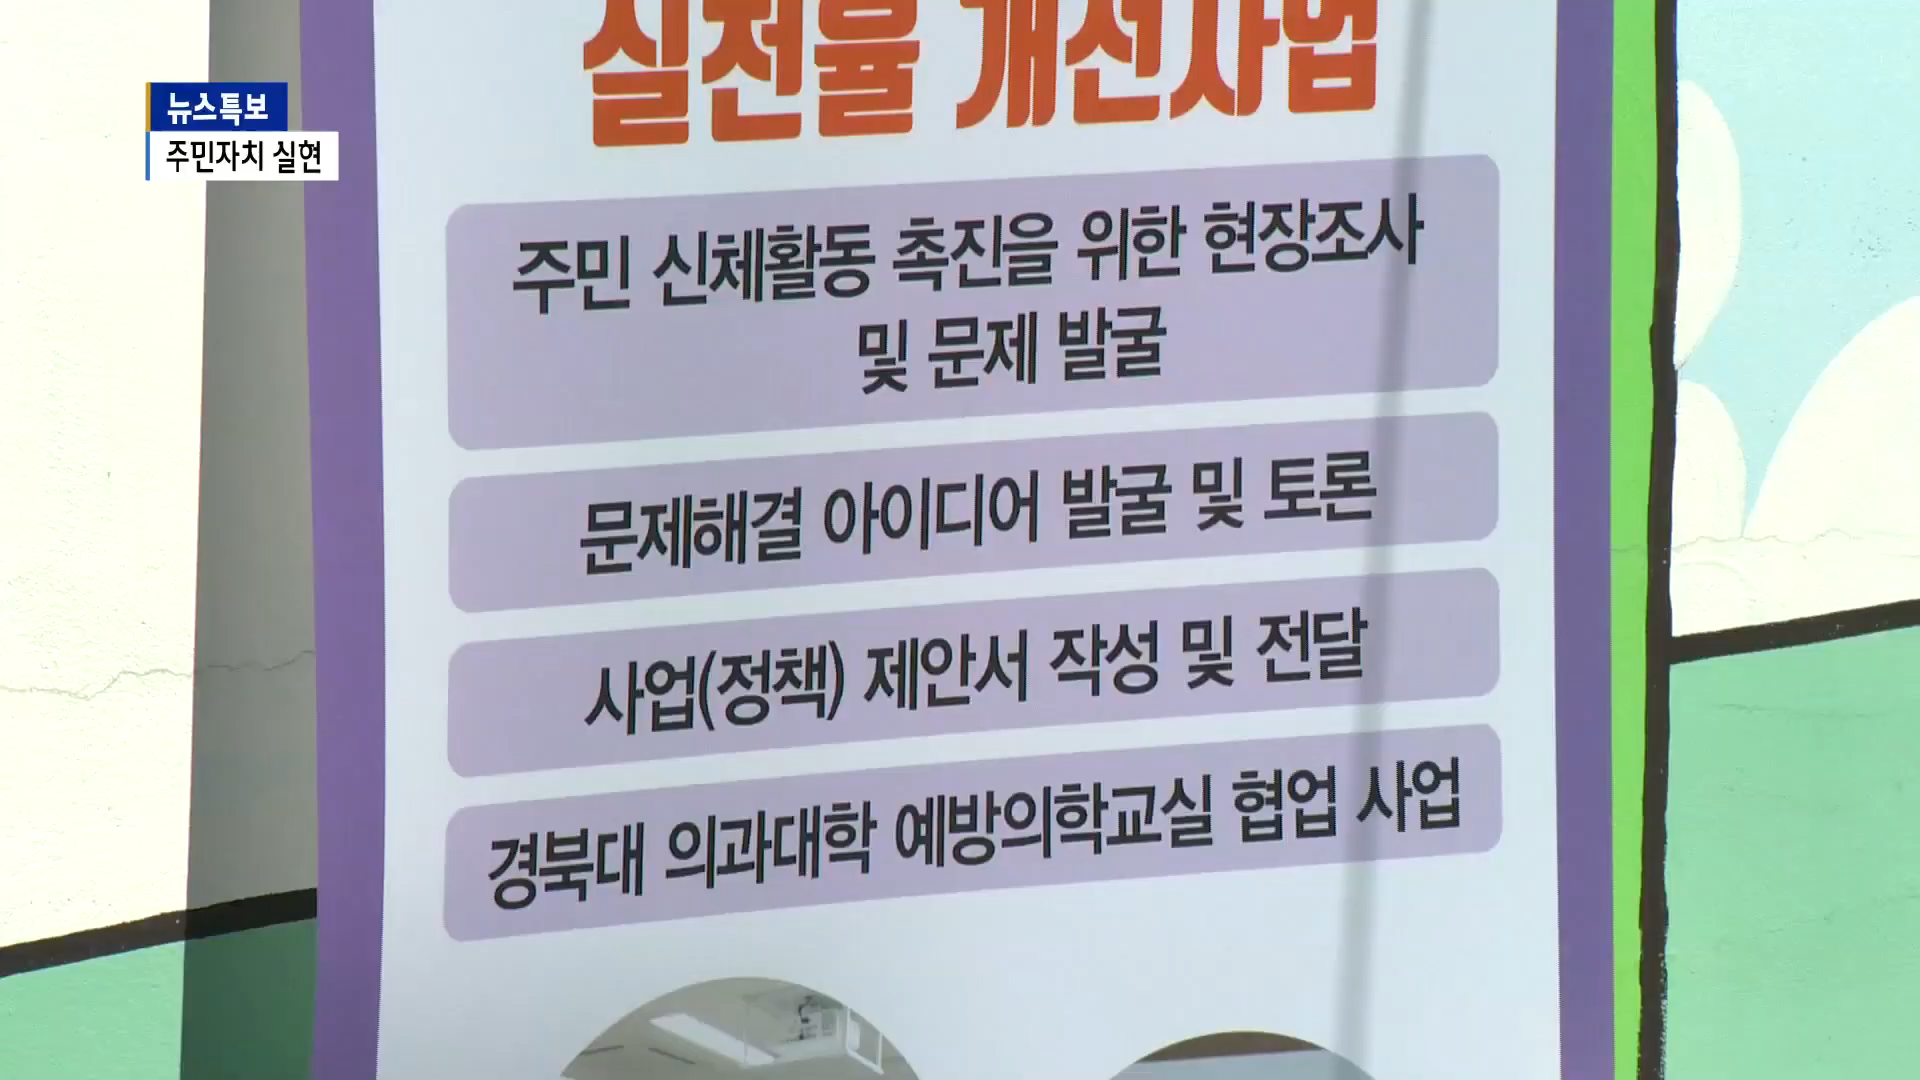 뉴스특보
주민자치 실현
실천율 개선사업
주민 신체활동 촉진을 위한 현장조사
및 문제 발굴
문제해결 아이디어 발굴 및 토론
사업(정책) 제안서 작성 및 전달
경북대 의과대학 예방의학교실 협업 사업